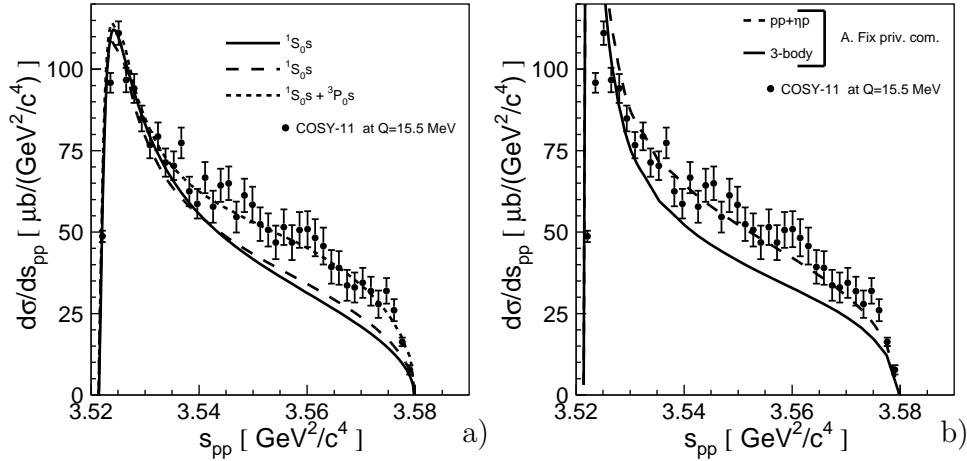 dσ/ds_pp [ μb/(GeV²/c⁴)]
100
75
50
25
0
¹S₀s
¹S₀s
¹S₀s + ³P₀s
COSY-11 at Q=15.5 MeV
3.52 3.54 3.56 3.58
s_pp [ GeV²/c⁴ ]
a)
dσ/ds_pp [ μb/(GeV²/c⁴)]
100
75
50
25
0
pp+ηp
3-body
A. Fix priv. com.
COSY-11 at Q=15.5 MeV
3.52 3.54 3.56 3.58
s_pp [ GeV²/c⁴ ]
b)